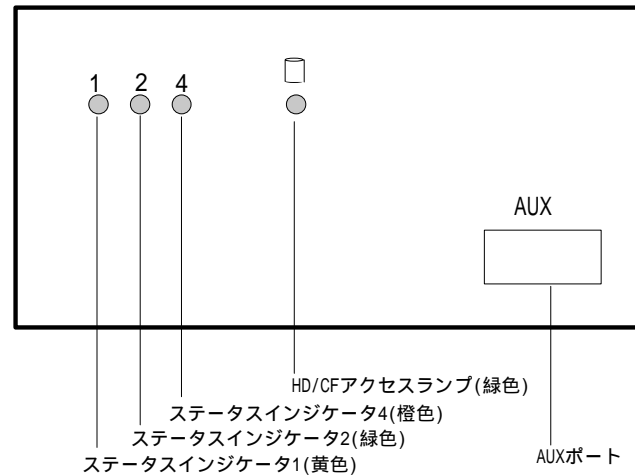 1 2 4
AUX
HD/CFアクセスランプ(緑色)
ステータスインジケータ4(橙色)
ステータスインジケータ2(緑色)
ステータスインジケータ1(黄色)
AUXポート